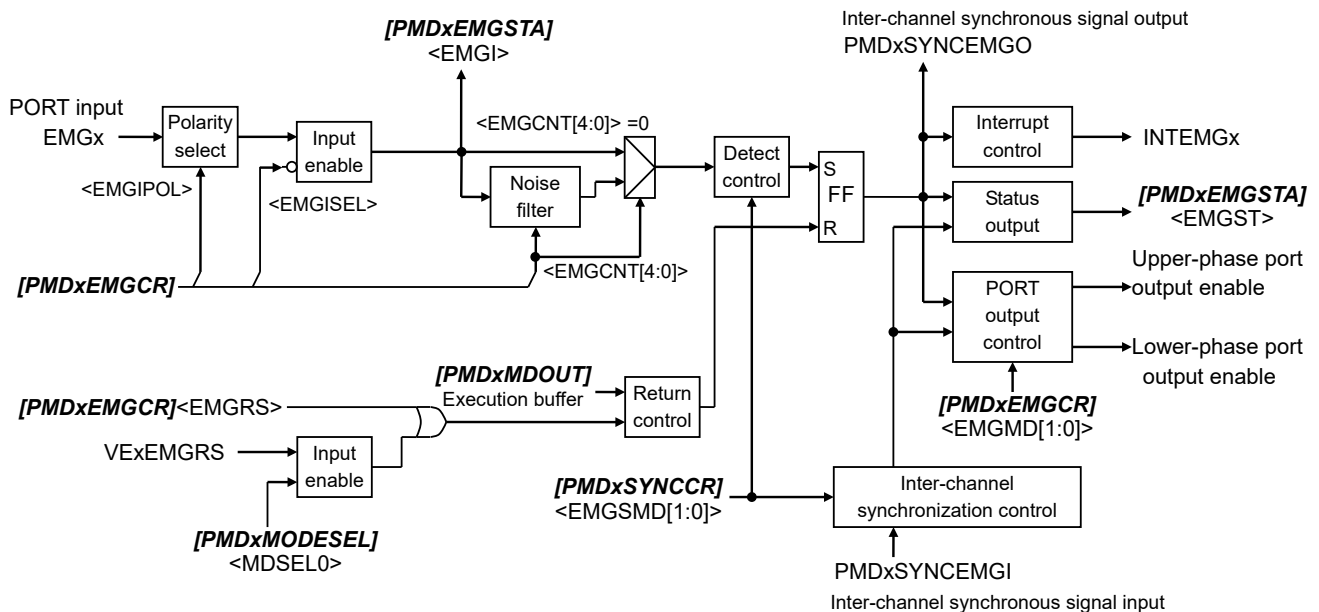 Inter-channel synchronous signal output
PMDxSYNCEMGO
[PMDxEMGSTA]
<EMGI>
PORT input
EMGx
Polarity
select
Input
enable
<EMGCNT[4:0]> =0
Detect
control
S
FF
R
Interrupt
control
INTEMGx
<EMGIPOL>
<EMGISEL>
Noise
filter
Status
output
[PMDxEMGSTA]
<EMGST>
[PMDxEMGCR]
<EMGCNT[4:0]>
PORT
output
control
Upper-phase port
output enable
Lower-phase port
output enable
[PMDxMDOUT]
Execution buffer
Return
control
[PMDxEMGCR]<EMGRS>
[PMDxEMGCR]
<EMGMD[1:0]>
VExEMGRS
Input
enable
[PMDxSYNCCR]
<EMGSMD[1:0]>
Inter-channel
synchronization control
[PMDxMODESEL]
<MDSEL0>
PMDxSYNCEMGI
Inter-channel synchronous signal input